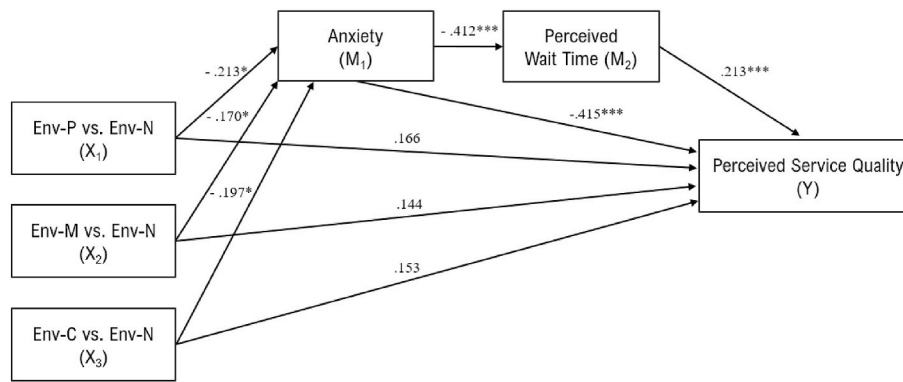 Anxiety
(M₁)
- .412***
Perceived
Wait Time (M₂)
.213***
- .213*
- .170*
-.415***
Env-P vs. Env-N
(X₁)
.166
Perceived Service Quality
(Y)
- .197*
.144
Env-M vs. Env-N
(X₂)
.153
Env-C vs. Env-N
(X₃)